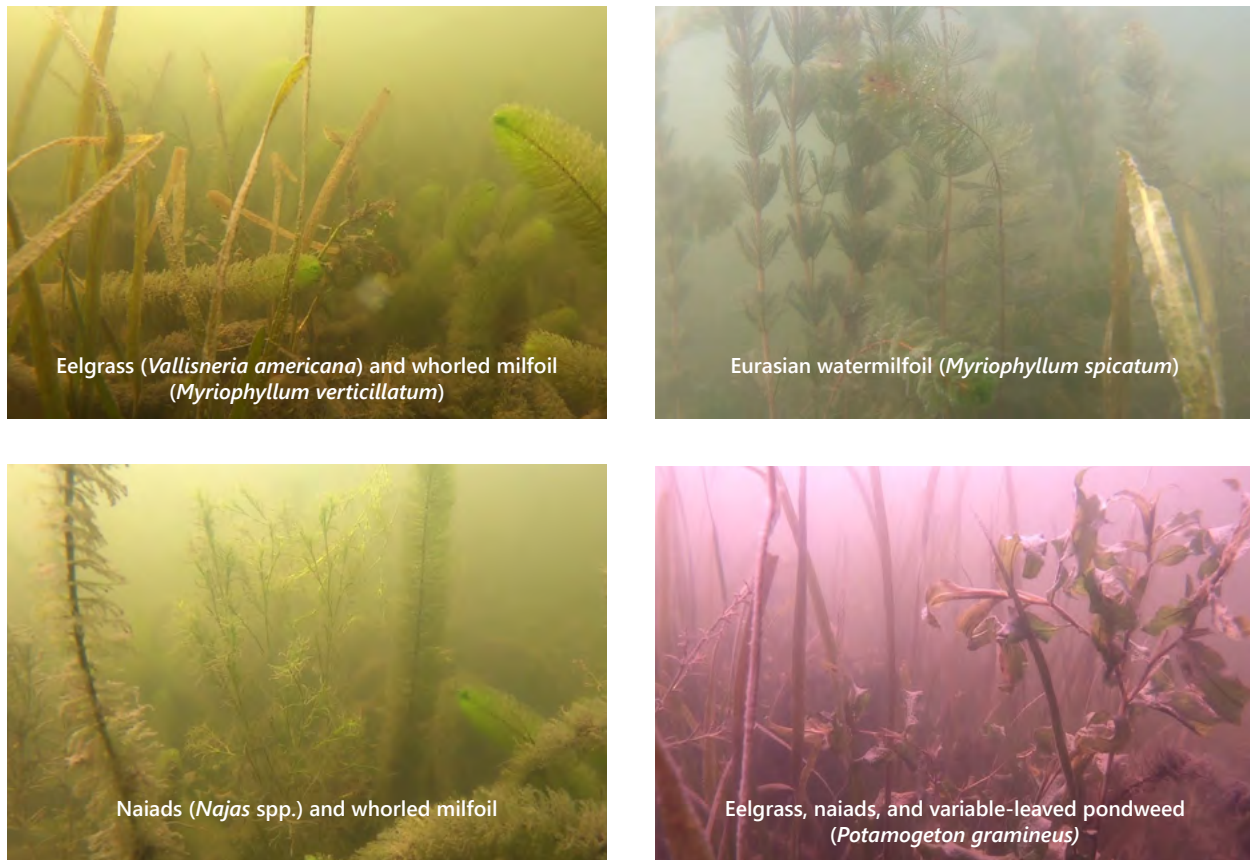 Eelgrass (Vallisneria americana) and whorled milfoil
(Myriophyllum verticillatum)
Eurasian watermilfoil (Myriophyllum spicatum)
Naiads (Najas spp.) and whorled milfoil
Eelgrass, naiads, and variable-leaved pondweed
(Potamogeton gramineus)